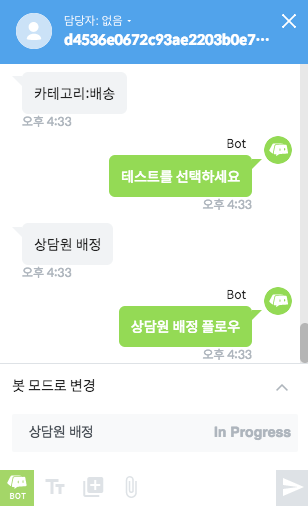 담당자: 없음
d4536e0672c93ae2203b0e7···
카테고리:배송
오후 4:33
Bot
테스트를 선택하세요
오후 4:33
상담원 배정
오후 4:33
Bot
상담원 배정 플로우
오후 4:33
봇 모드로 변경
상담원 배정 In Progress
BOT
TT